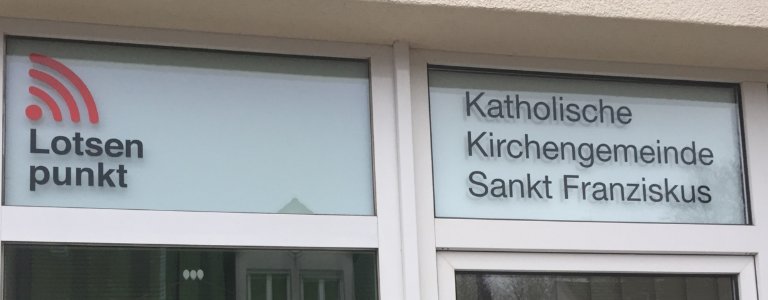 Lotsen
punkt
Katholische
Kirchengemeinde
Sankt Franziskus